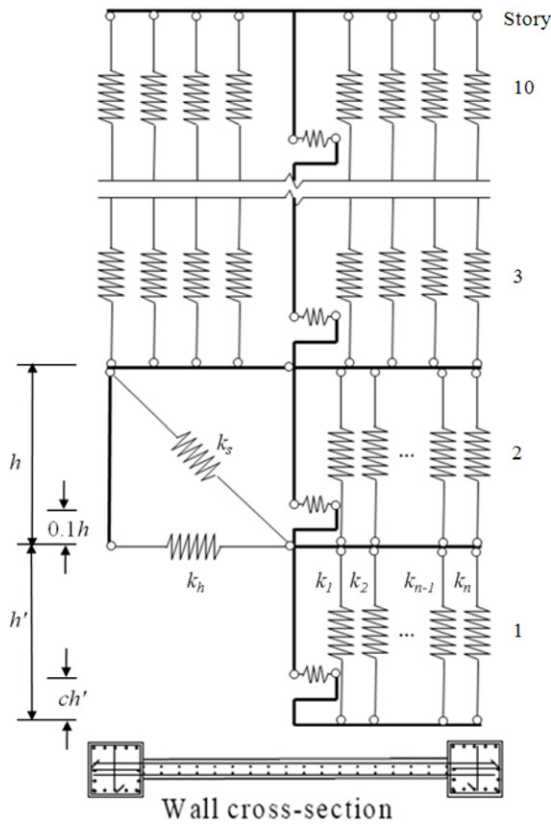 Story
10
3
h
k_s
2
0.1h
...
k_h
k_1 k_2 k_{n-1} k_n
h'
1
...
ch'
Wall cross-section